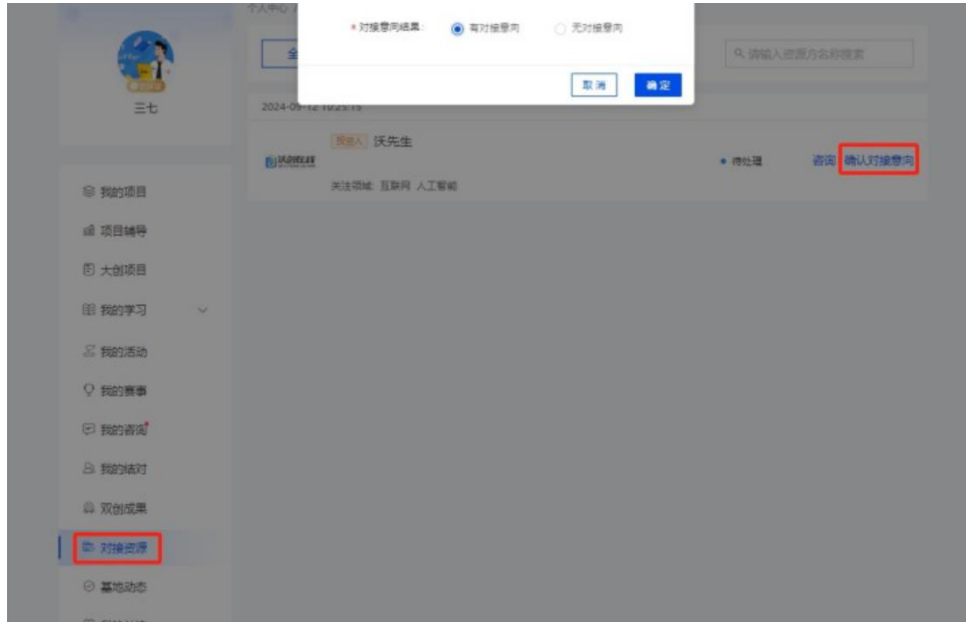 个人中心 /
* 对接意向结果: 有对接意向 无对接意向
全
请输入资源方名称搜索
取消 确定
三七
2024-09-12 10:25:15
投资人 沃先生
待处理 咨询 确认对接意向
关注领域: 互联网 人工智能
我的项目
项目辅导
大创项目
我的学习
我的活动
我的赛事
我的咨询
我的结对
双创成果
对接资源
基地动态